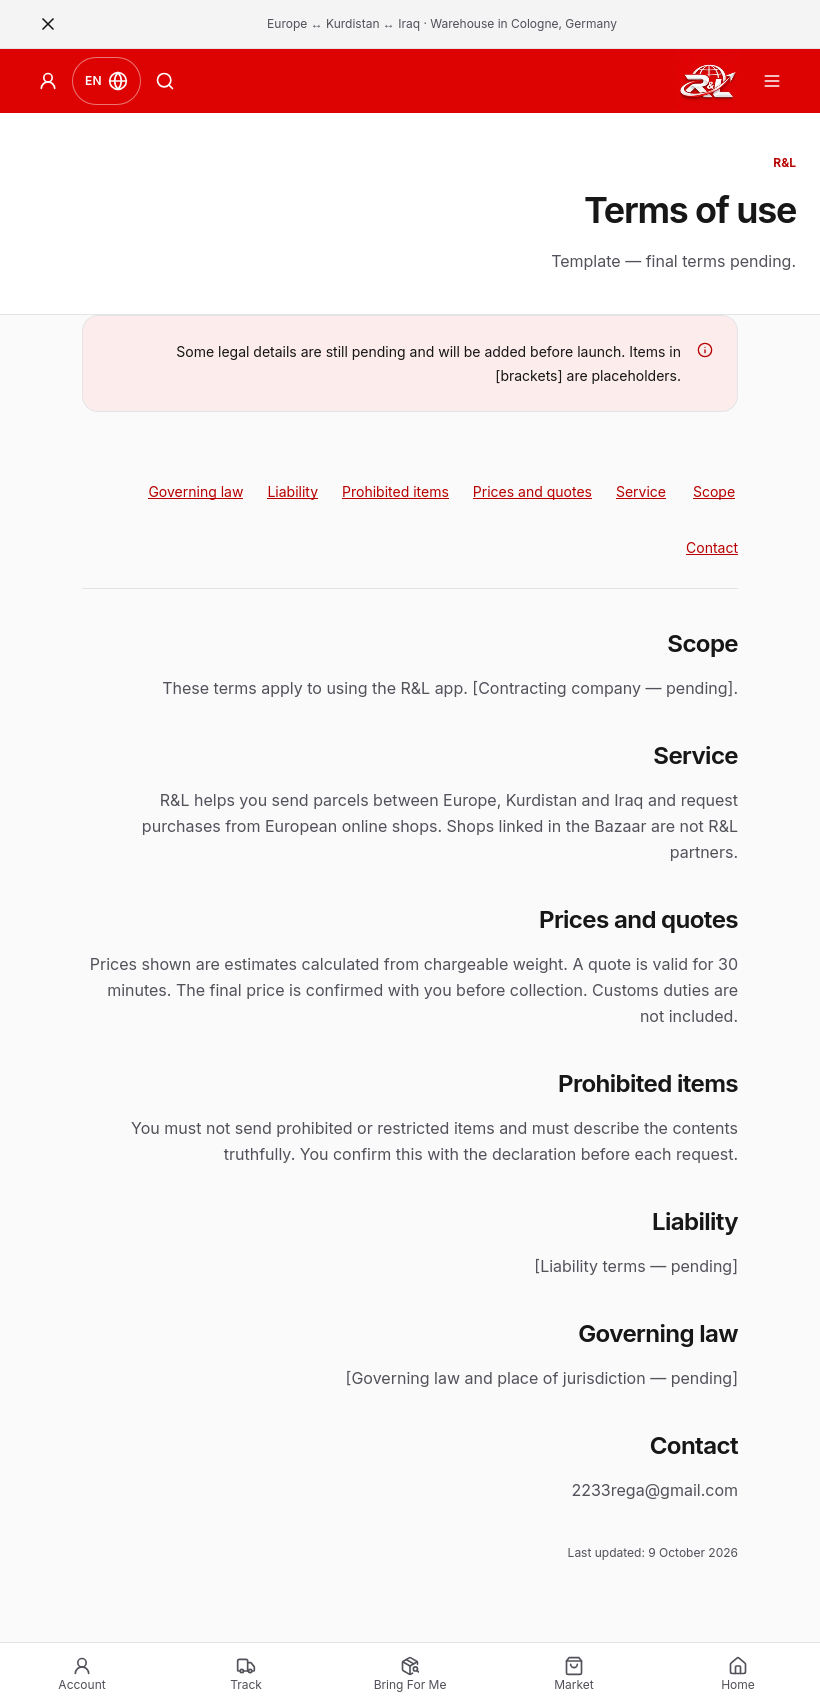 Europe ↔ Kurdistan ↔ Iraq · Warehouse in Cologne, Germany
EN
R&L
R&L
Terms of use
Template — final terms pending.
Some legal details are still pending and will be added before launch. Items in
[brackets] are placeholders.
Governing law Liability Prohibited items Prices and quotes Service Scope
Contact
Scope
These terms apply to using the R&L app. [Contracting company — pending].
Service
R&L helps you send parcels between Europe, Kurdistan and Iraq and request
purchases from European online shops. Shops linked in the Bazaar are not R&L
partners.
Prices and quotes
Prices shown are estimates calculated from chargeable weight. A quote is valid for 30
minutes. The final price is confirmed with you before collection. Customs duties are
not included.
Prohibited items
You must not send prohibited or restricted items and must describe the contents
truthfully. You confirm this with the declaration before each request.
Liability
[Liability terms — pending]
Governing law
[Governing law and place of jurisdiction — pending]
Contact
2233rega@gmail.com
Last updated: 9 October 2026
Account Track Bring For Me Market Home